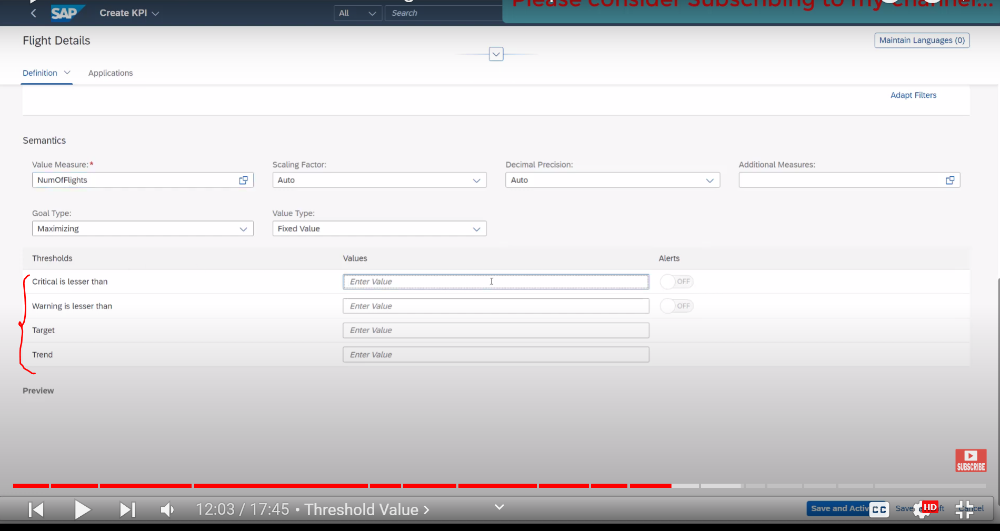 Please consider Subscribing to my channel...
SAP Create KPI All Search
Flight Details
Maintain Languages (0)
Definition Applications
Adapt Filters
Semantics
Value Measure:* Scaling Factor: Decimal Precision: Additional Measures:
NumOfFlights Auto Auto
Goal Type: Value Type:
Maximizing Fixed Value
Thresholds Values Alerts
Critical is lesser than Enter Value OFF
Warning is lesser than Enter Value OFF
Target Enter Value
Trend Enter Value
Preview
SUBSCRIBE
12:03 / 17:45 • Threshold Value >
Save and Activ CC Save HD ft Cancel